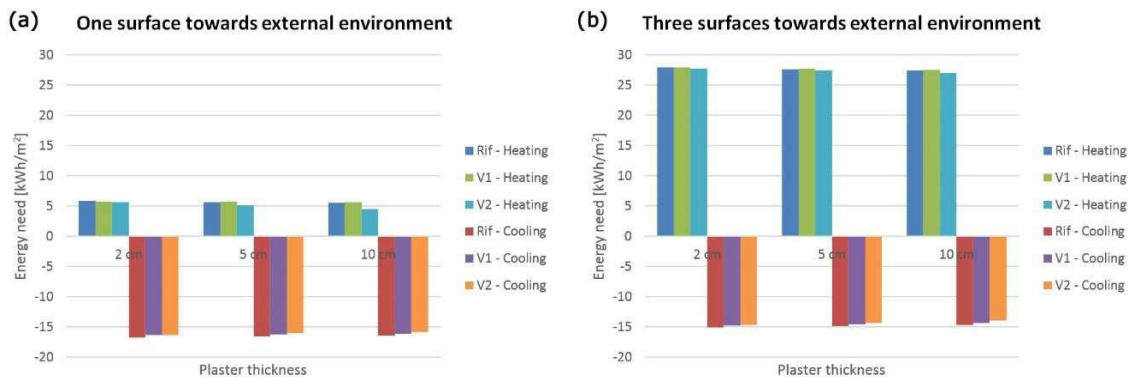 (a) One surface towards external environment
30
25
20
15
10
5
0
-5
-10
-15
-20
Energy need [kWh/m²]
2 cm 5 cm 10 cm
Plaster thickness
Rif - Heating
V1 - Heating
V2 - Heating
Rif - Cooling
V1 - Cooling
V2 - Cooling
(b) Three surfaces towards external environment
30
25
20
15
10
5
0
-5
-10
-15
-20
Energy need [kWh/m²]
2 cm 5 cm 10 cm
Plaster thickness
Rif - Heating
V1 - Heating
V2 - Heating
Rif - Cooling
V1 - Cooling
V2 - Cooling